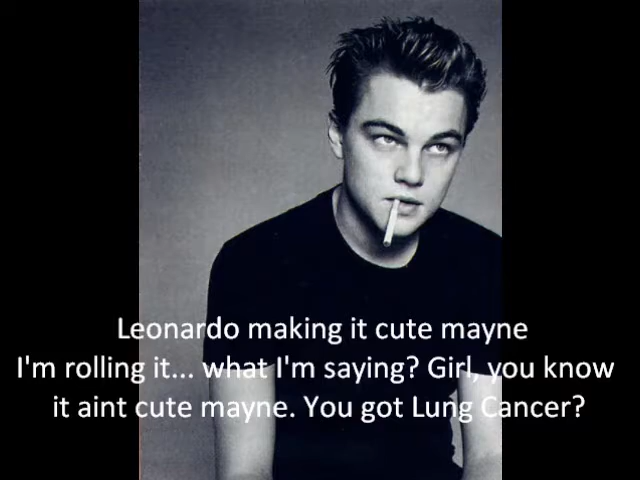 Leonardo making it cute mayne
I'm rolling it... what I'm saying? Girl, you know
it aint cute mayne. You got Lung Cancer?